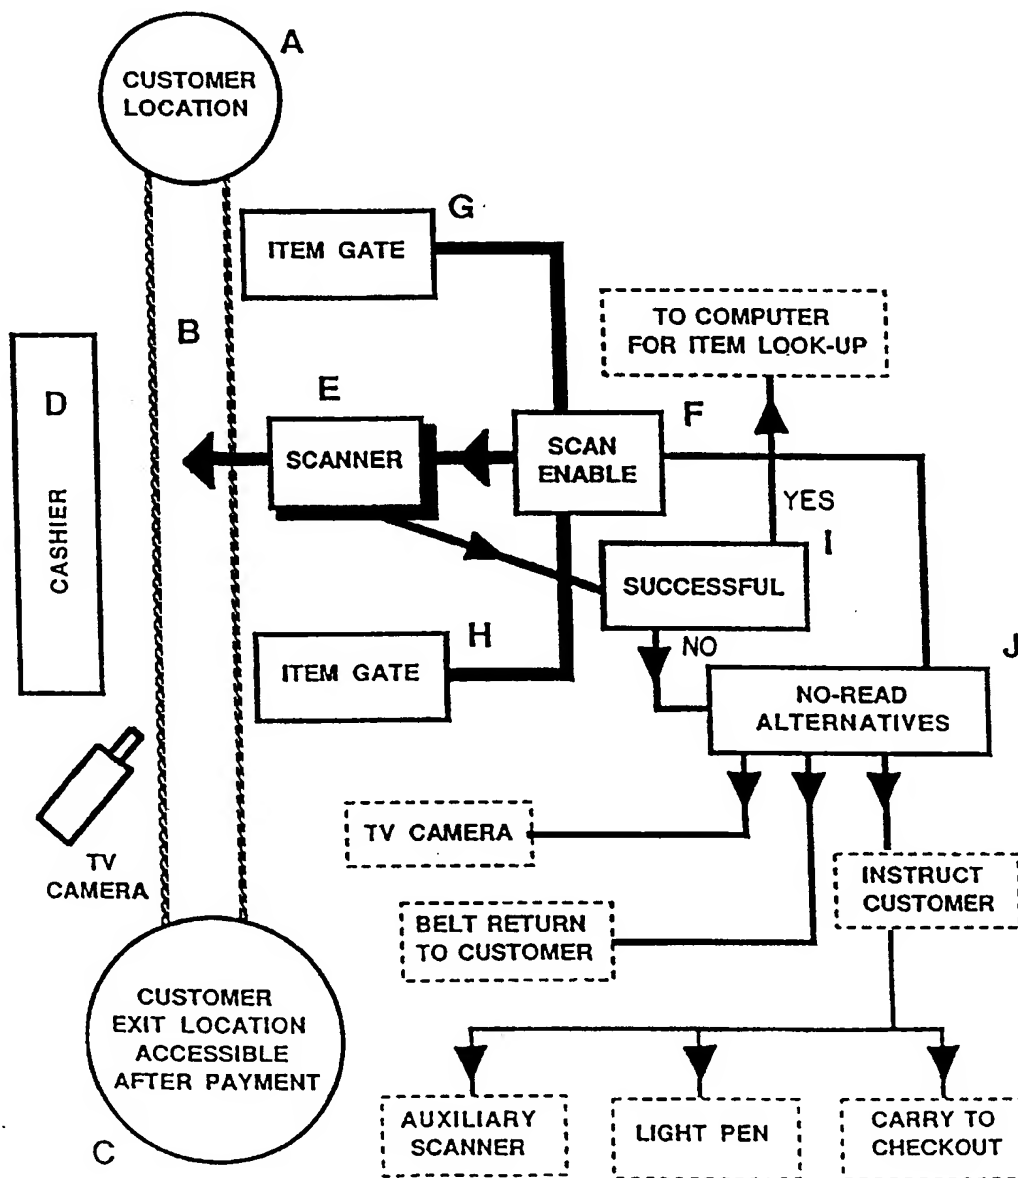 A
CUSTOMER
LOCATION
G
ITEM GATE
TO COMPUTER
FOR ITEM LOOK-UP
B
D
CASHIER
E
SCANNER
F
SCAN
ENABLE
YES
I
SUCCESSFUL
H
ITEM GATE
NO
J
NO-READ
ALTERNATIVES
TV
CAMERA
TV CAMERA
INSTRUCT
CUSTOMER
BELT RETURN
TO CUSTOMER
CUSTOMER
EXIT LOCATION
ACCESSIBLE
AFTER PAYMENT
C
AUXILIARY
SCANNER
LIGHT PEN
CARRY TO
CHECKOUT